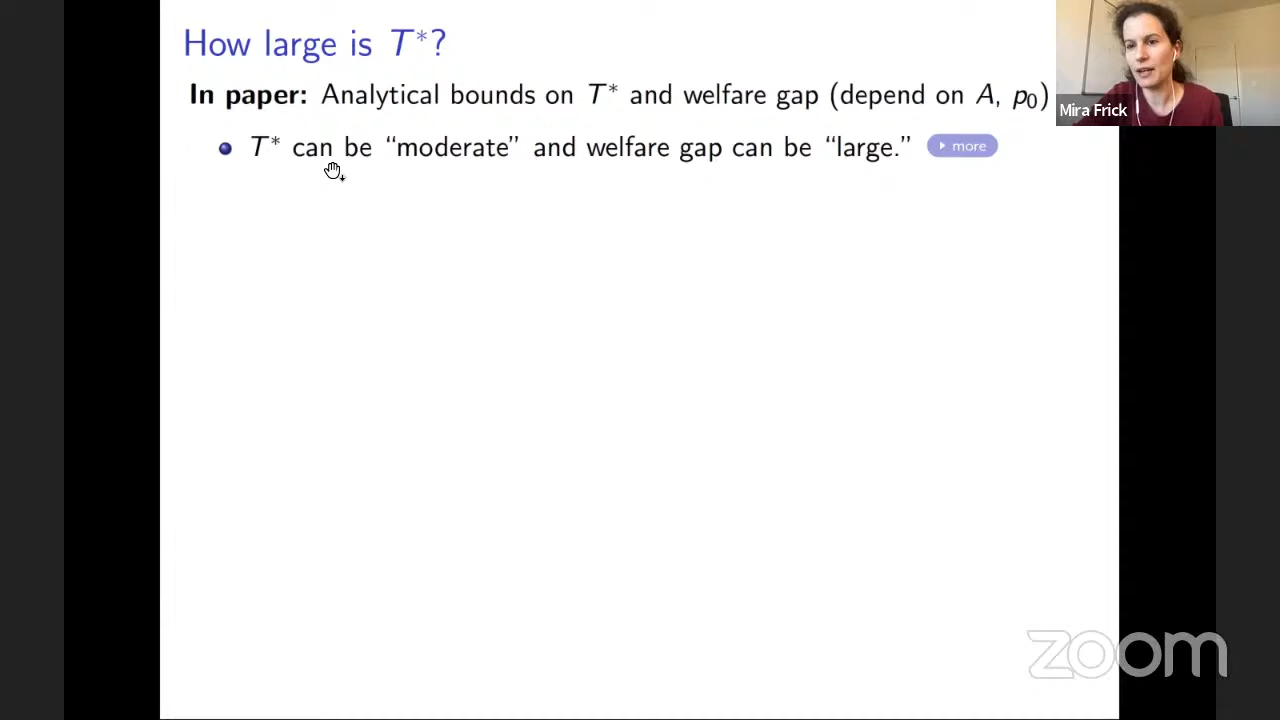 How large is T*?
In paper: Analytical bounds on T* and welfare gap (depend on A, p₀)
Mira Frick
T* can be “moderate” and welfare gap can be “large.” more
zoom